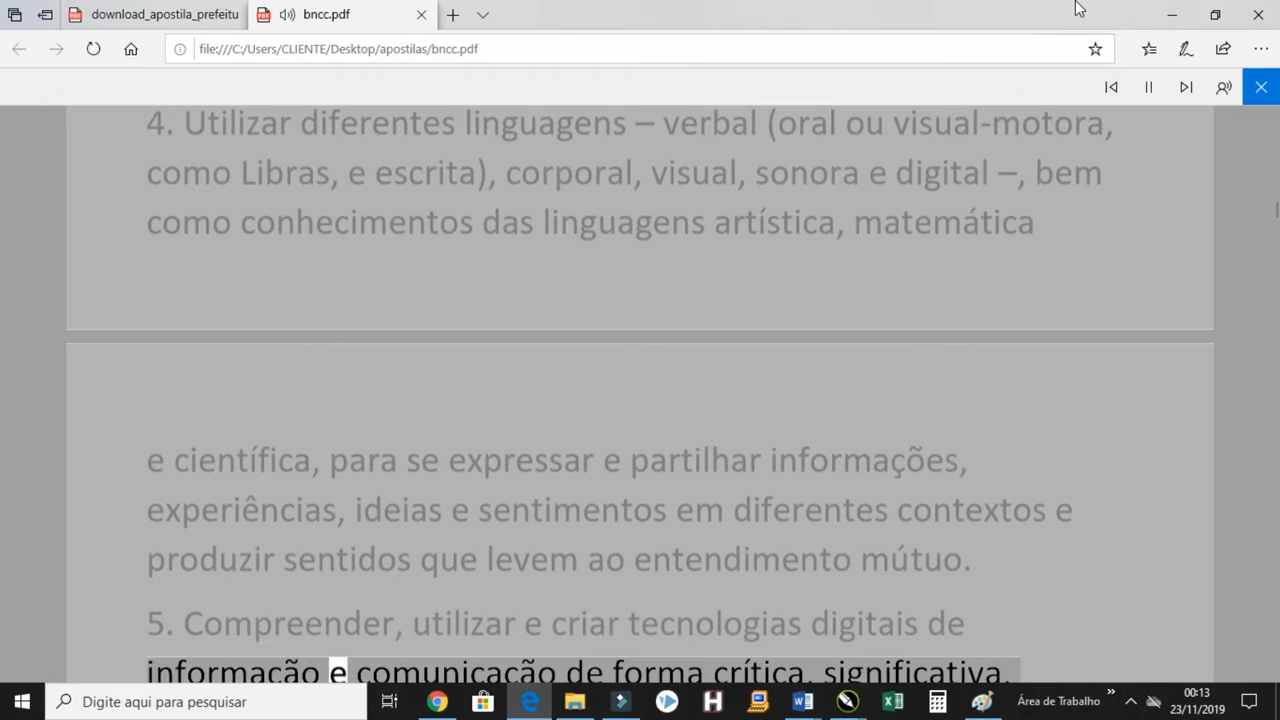 download_apostila_prefeitu
bncc.pdf
file:///C:/Users/CLIENTE/Desktop/apostilas/bncc.pdf
4. Utilizar diferentes linguagens – verbal (oral ou visual-motora,
como Libras, e escrita), corporal, visual, sonora e digital –, bem
como conhecimentos das linguagens artística, matemática
e científica, para se expressar e partilhar informações,
experiências, ideias e sentimentos em diferentes contextos e
produzir sentidos que levem ao entendimento mútuo.
5. Compreender, utilizar e criar tecnologias digitais de
informação e comunicação de forma crítica, significativa,
Digite aqui para pesquisar
Área de Trabalho
00:13
23/11/2019